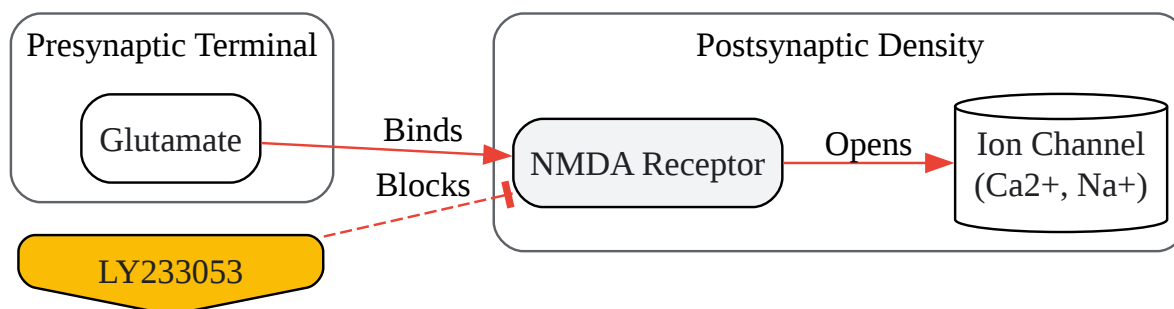 Presynaptic Terminal
Glutamate
Binds
Blocks
LY233053
Postsynaptic Density
NMDA Receptor
Opens
Ion Channel
(Ca2+, Na+)